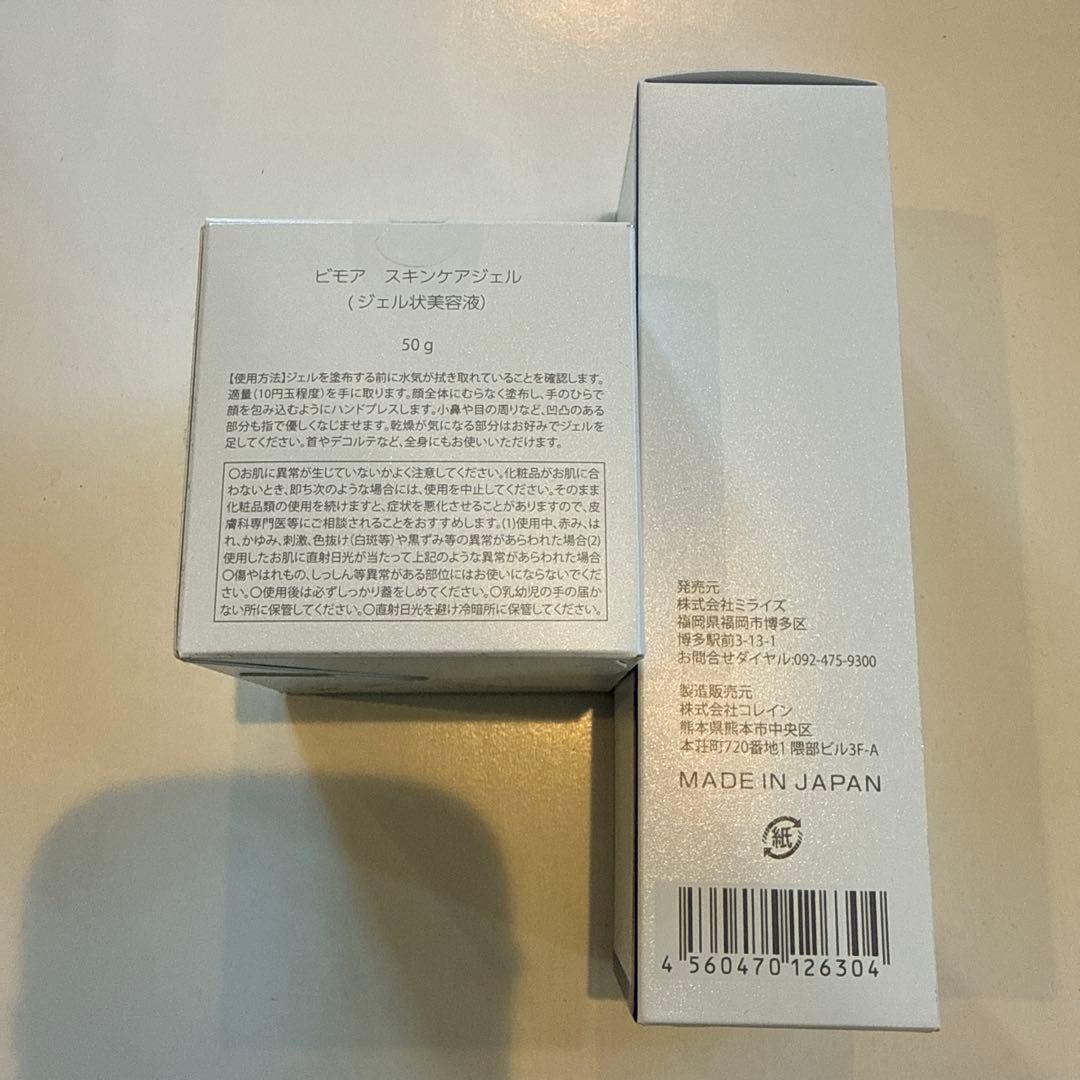 ビモア　スキンケアジェル
(ジェル状美容液)
50 g
【使用方法】ジェルを塗布する前に水気が拭き取れていることを確認します。
適量(10円玉程度)を手に取ります。顔全体にむらなく塗布し、手のひらで
顔を包み込むようにハンドプレスします。小鼻や目の周りなど、凹凸のある
部分も指で優しくなじませます。乾燥が気になる部分はお好みでジェルを
足してください。首やデコルテなど、全身にもお使いいただけます。
〇お肌に異常が生じていないかよく注意してください。化粧品がお肌に合
わないとき、即ち次のような場合には、使用を中止してください。そのまま
化粧品類の使用を続けますと、症状を悪化させることがありますので、皮
膚科専門医等にご相談されることをおすすめします。(1)使用中、赤み、は
れ、かゆみ、刺激、色抜け(白斑等)や黒ずみ等の異常があらわれた場合(2)
使用したお肌に直射日光が当たって上記のような異常があらわれた場合
〇傷やはれもの、しっしん等異常がある部位にはお使いにならないでくだ
さい。〇使用後は必ずしっかり蓋をしめてください。〇乳幼児の手の届か
ない所に保管してください。〇直射日光を避け冷暗所に保管してください。
発売元
株式会社ミライズ
福岡県福岡市博多区
博多駅前3-13-1
お問合せダイヤル:092-475-9300
製造販売元
株式会社コレイン
熊本県熊本市中央区
本荘町720番地1 隈部ビル3F-A
MADE IN JAPAN
紙
4 560470 126304